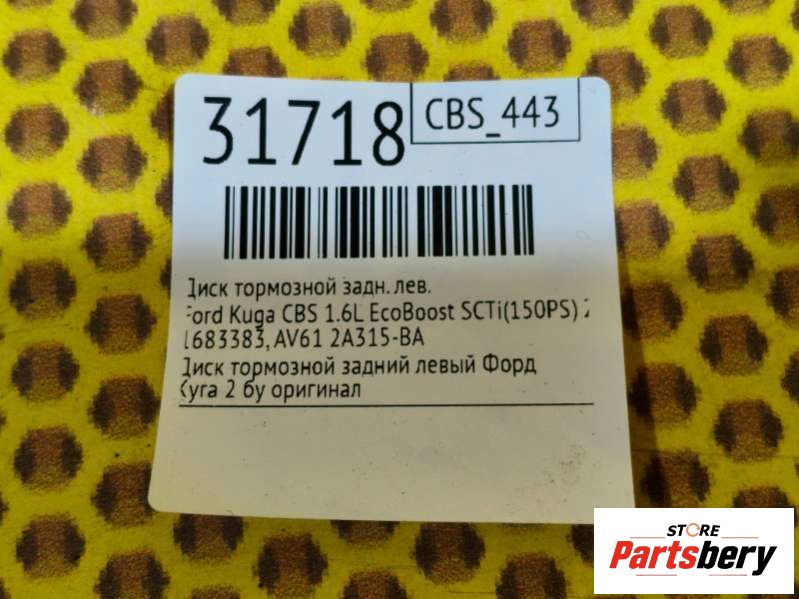 31718
CBS_443
Диск тормозной задн. лев.
Ford Kuga CBS 1.6L EcoBoost SCTi(150PS) 2
1683383, AV61 2A315-BA
Диск тормозной задний левый Форд
Куга 2 бу оригинал
STORE
Partsbery